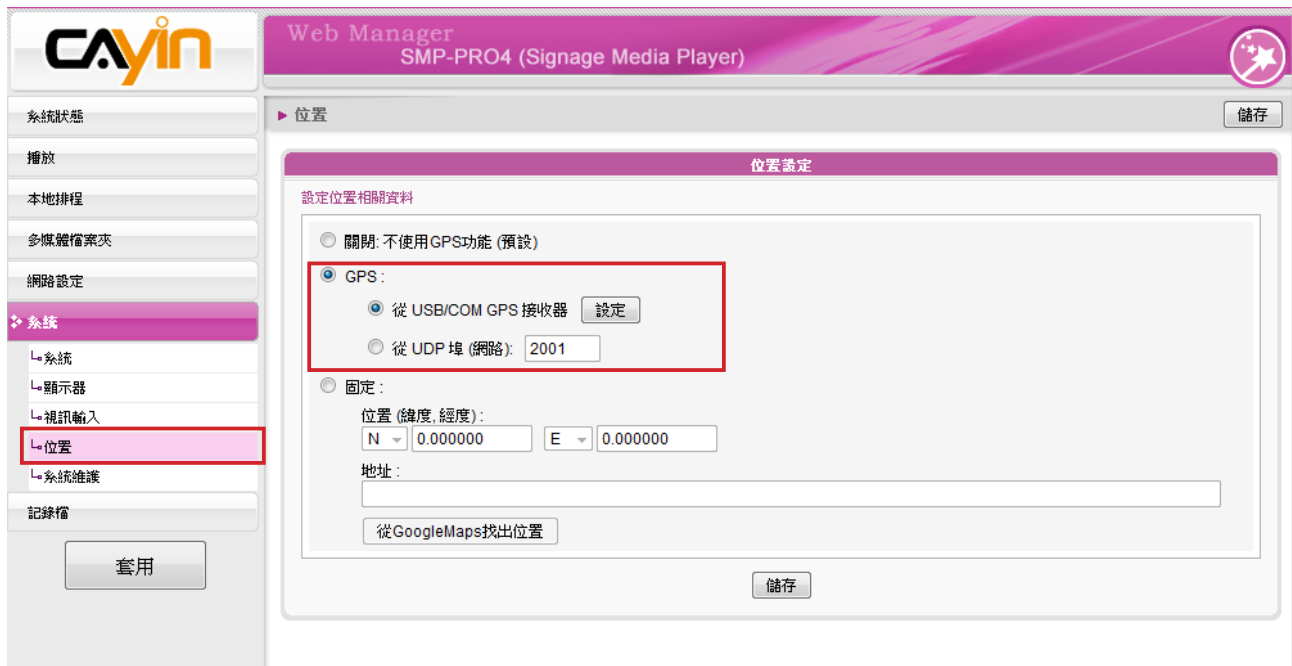 CAYIN
Web Manager
SMP-PRO4 (Signage Media Player)
系統狀態
播放
本地排程
多媒體檔案夾
網路設定
系統
系統
顯示器
視訊輸入
位置
系統維護
記錄檔
套用
位置
儲存
位置設定
設定位置相關資料
關閉: 不使用GPS功能 (預設)
GPS :
從 USB/COM GPS 接收器 設定
從 UDP 埠 (網路): 2001
固定 :
位置 (緯度, 經度) :
N 0.000000 E 0.000000
地址 :
從GoogleMaps找出位置
儲存